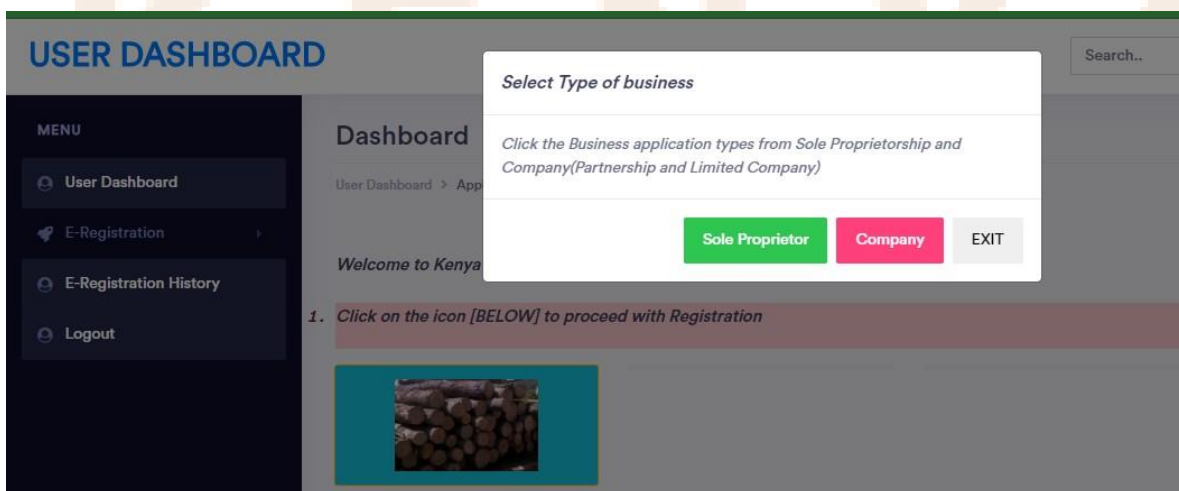 USER DASHBOARD
Search..
Select Type of business
Click the Business application types from Sole Proprietorship and
Company(Partnership and Limited Company)
Sole Proprietor
Company
EXIT
MENU
User Dashboard
E-Registration
E-Registration History
Logout
Dashboard
User Dashboard > App
Welcome to Kenya
1. Click on the icon [BELOW] to proceed with Registration